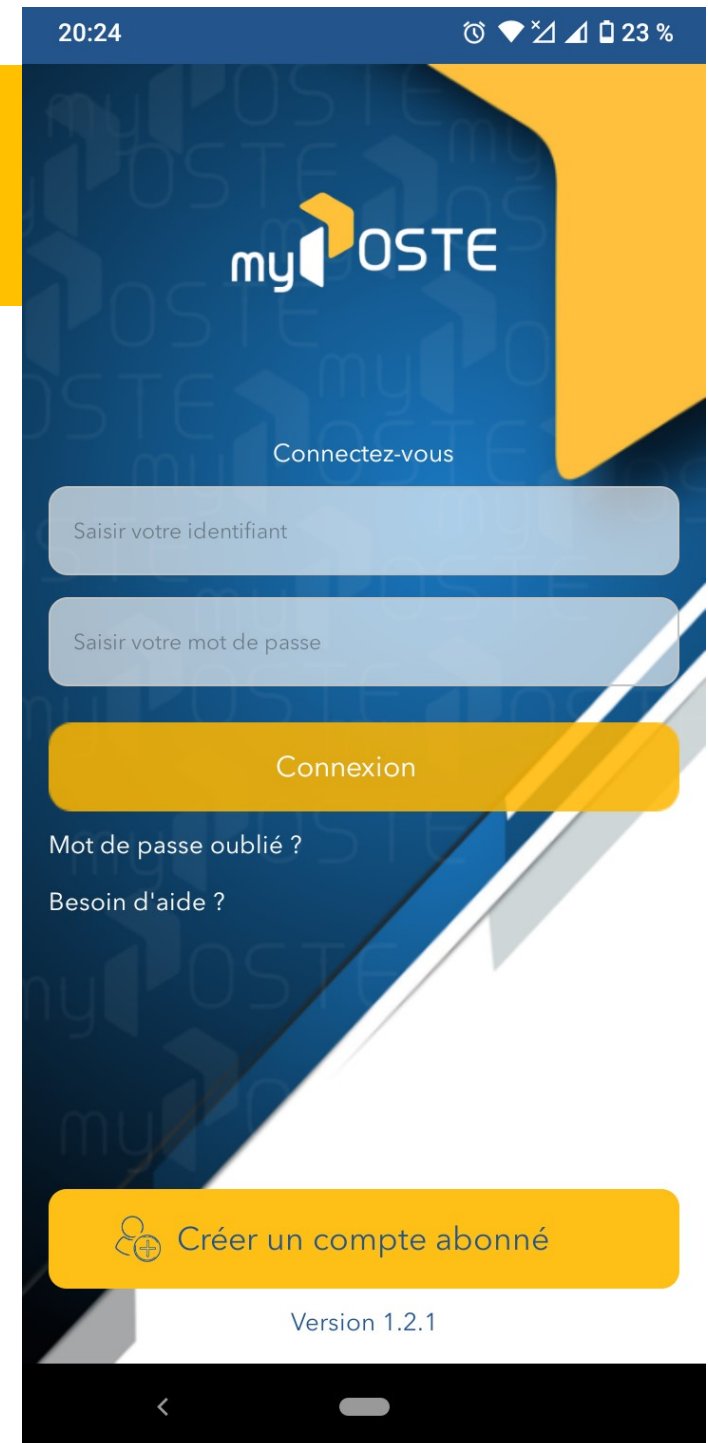 20:24 23 %
myPOSTE
Connectez-vous
Saisir votre identifiant
Saisir votre mot de passe
Connexion
Mot de passe oublié ?
Besoin d'aide ?
Créer un compte abonné
Version 1.2.1